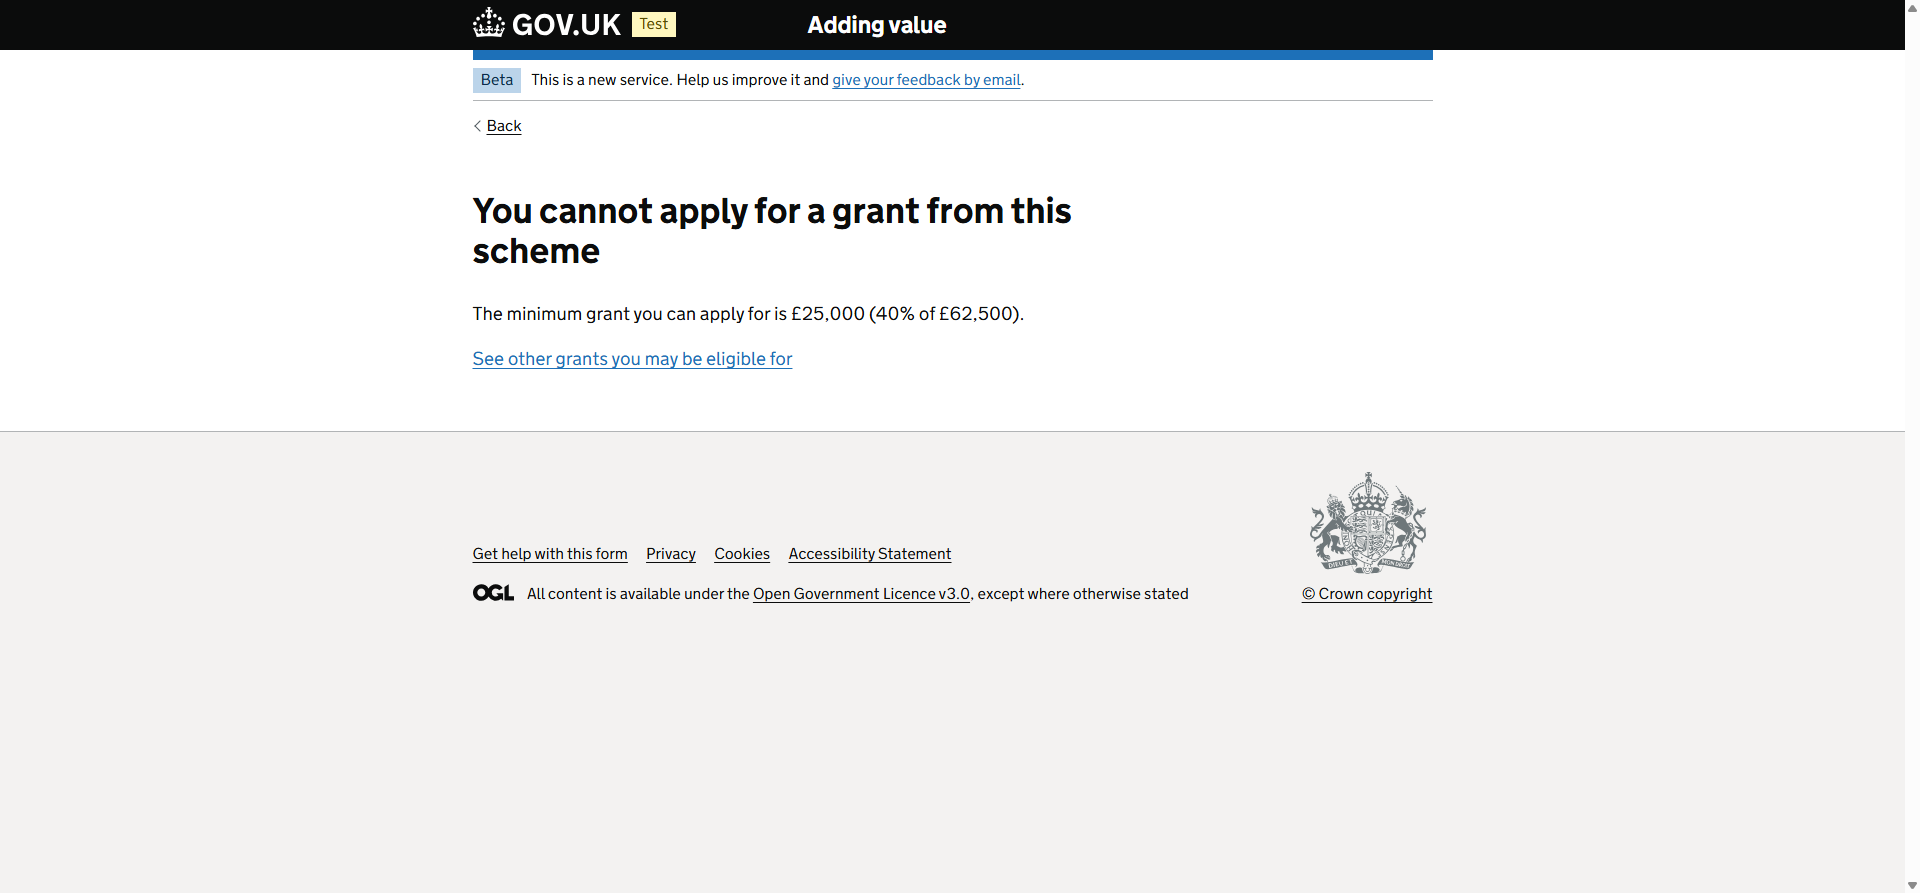 GOV.UK Test Adding value
Beta This is a new service. Help us improve it and give your feedback by email.
Back
You cannot apply for a grant from this
scheme
The minimum grant you can apply for is £25,000 (40% of £62,500).
See other grants you may be eligible for
Get help with this form Privacy Cookies Accessibility Statement
OGL All content is available under the Open Government Licence v3.0, except where otherwise stated
© Crown copyright